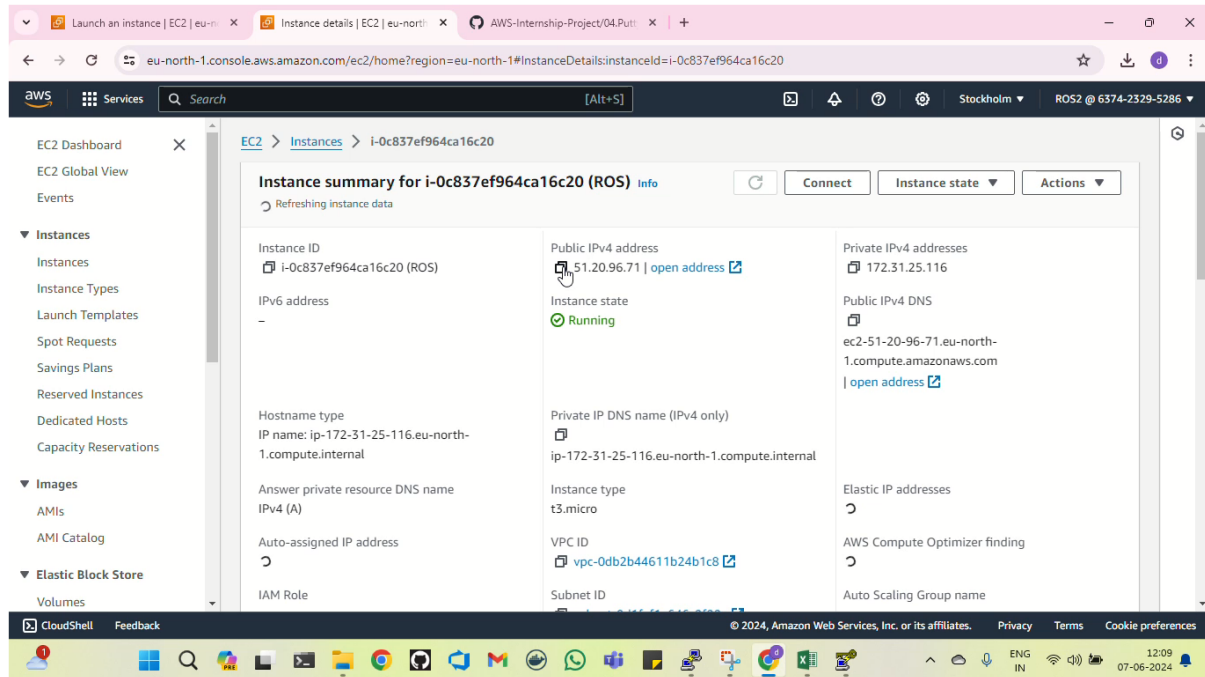 Launch an instance | EC2 | eu-n
Instance details | EC2 | eu-north
AWS-Internship-Project/04.Putt
eu-north-1.console.aws.amazon.com/ec2/home?region=eu-north-1#InstanceDetails:instanceId=i-0c837ef964ca16c20
d
aws
Services
Search
[Alt+S]
Stockholm
ROS2 @ 6374-2329-5286
EC2 Dashboard
EC2 Global View
Events
Instances
Instances
Instance Types
Launch Templates
Spot Requests
Savings Plans
Reserved Instances
Dedicated Hosts
Capacity Reservations
Images
AMIs
AMI Catalog
Elastic Block Store
Volumes
EC2 > Instances > i-0c837ef964ca16c20
Instance summary for i-0c837ef964ca16c20 (ROS) Info
Refreshing instance data
Connect
Instance state
Actions
Instance ID
i-0c837ef964ca16c20 (ROS)
Public IPv4 address
51.20.96.71 | open address
Private IPv4 addresses
172.31.25.116
IPv6 address
–
Instance state
Running
Public IPv4 DNS
ec2-51-20-96-71.eu-north-
1.compute.amazonaws.com
| open address
Hostname type
IP name: ip-172-31-25-116.eu-north-
1.compute.internal
Private IP DNS name (IPv4 only)
ip-172-31-25-116.eu-north-1.compute.internal
Answer private resource DNS name
IPv4 (A)
Instance type
t3.micro
Elastic IP addresses
Auto-assigned IP address
VPC ID
vpc-0db2b44611b24b1c8
AWS Compute Optimizer finding
IAM Role
Subnet ID
Auto Scaling Group name
CloudShell
Feedback
© 2024, Amazon Web Services, Inc. or its affiliates.
Privacy
Terms
Cookie preferences
1
PRE
d
ENG
IN
12:09
07-06-2024